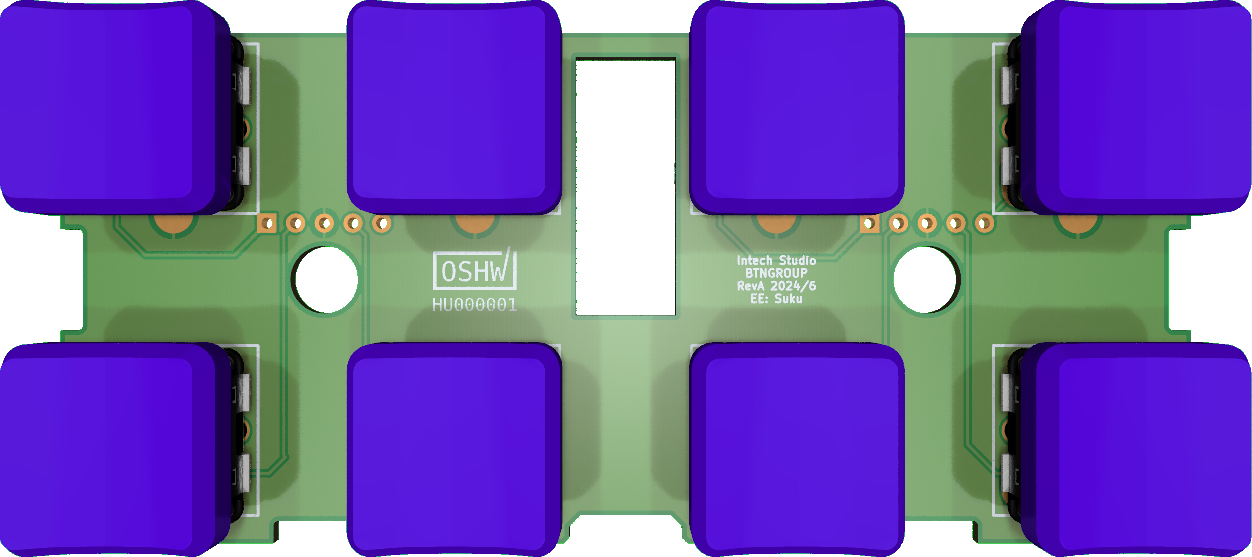 OSHW
HU000001
Intech Studio
BTNGROUP
RevA 2024/6
EE: Suku